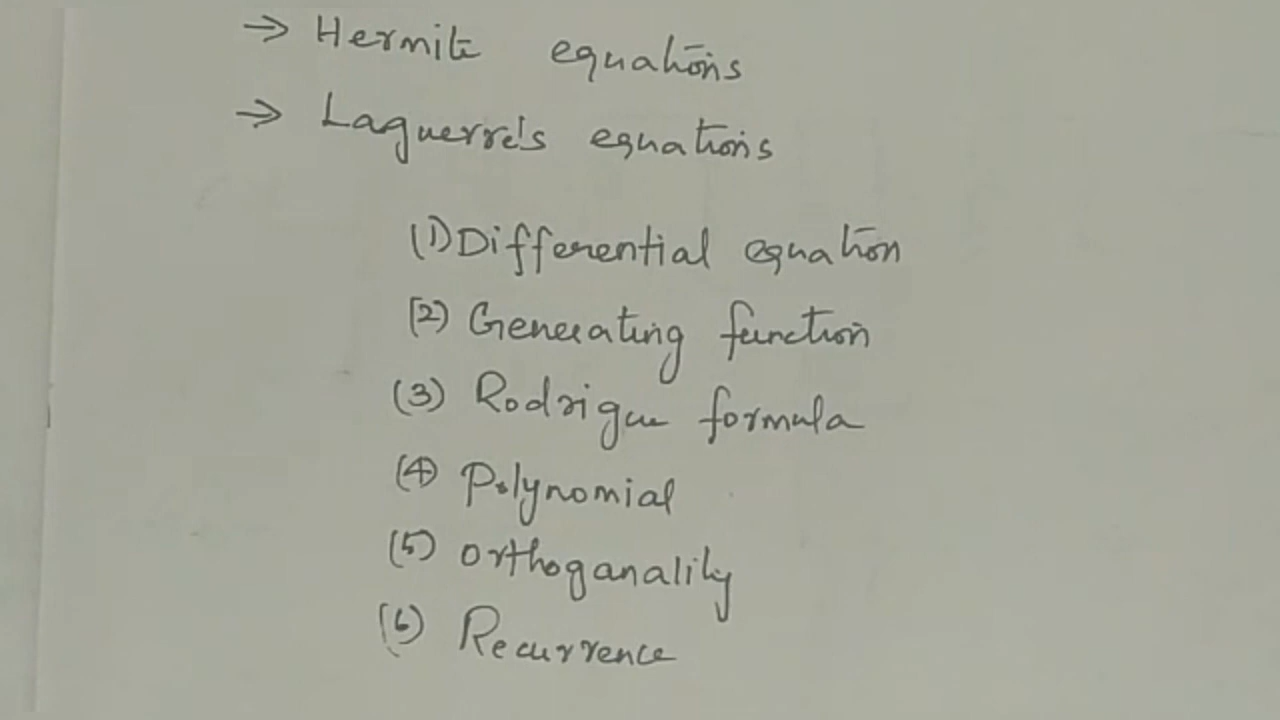 → Hermite equations
→ Laguerre's equations
(1) Differential equation
(2) Generating function
(3) Rodrigue formula
(4) Polynomial
(5) Orthoganality
(6) Recurrence